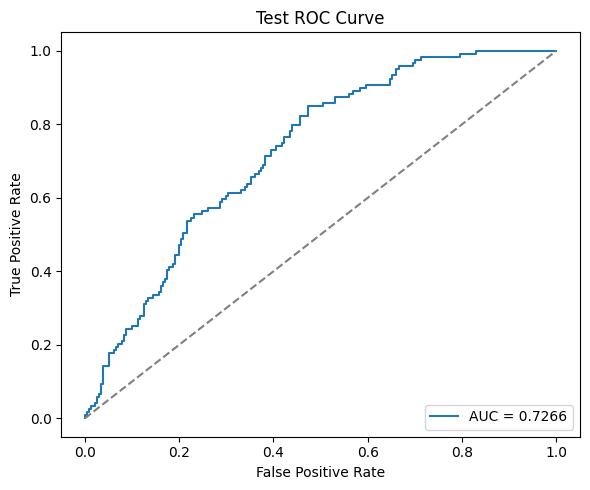 Test ROC Curve
True Positive Rate
1.0
0.8
0.6
0.4
0.2
0.0
AUC = 0.7266
0.0 0.2 0.4 0.6 0.8 1.0
False Positive Rate